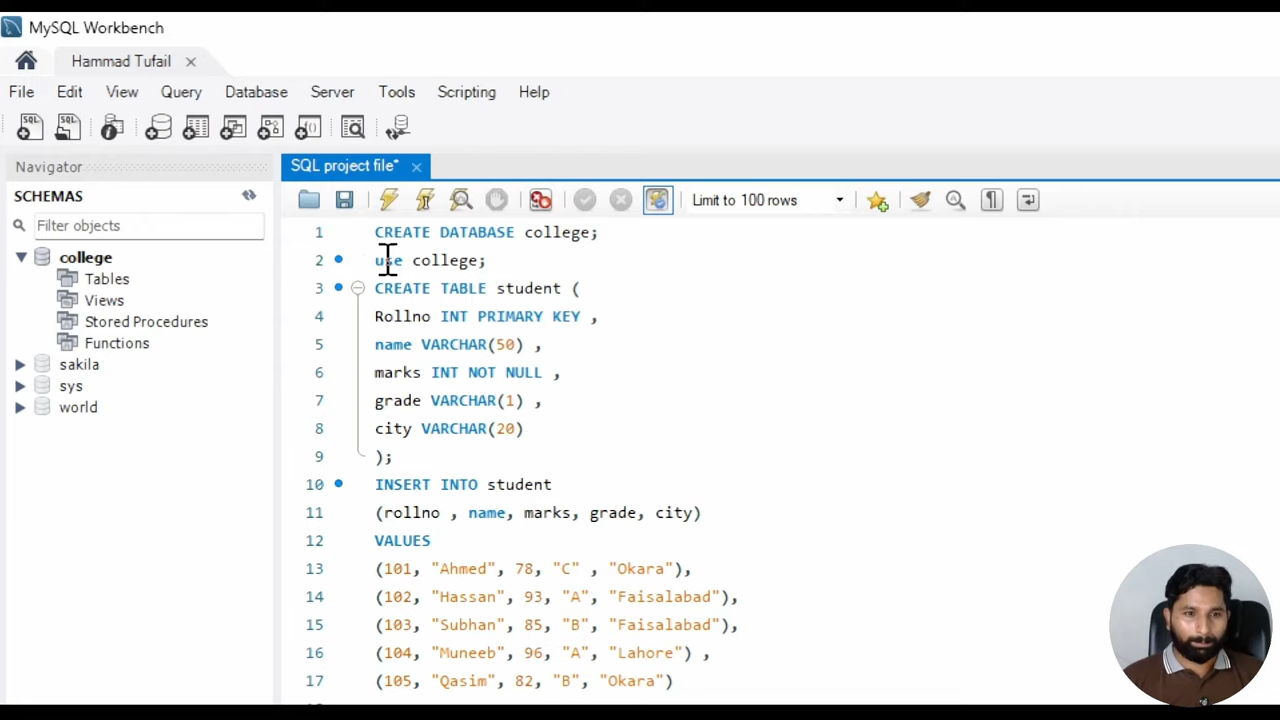 MySQL Workbench
Hammad Tufail
File Edit View Query Database Server Tools Scripting Help
SQL SQL
Navigator
SQL project file*
SCHEMAS
Limit to 100 rows
Filter objects
college
Tables
Views
Stored Procedures
Functions
sakila
sys
world
1 CREATE DATABASE college;
2 use college;
3 CREATE TABLE student (
4 Rollno INT PRIMARY KEY ,
5 name VARCHAR(50) ,
6 marks INT NOT NULL ,
7 grade VARCHAR(1) ,
8 city VARCHAR(20)
9 );
10 INSERT INTO student
11 (rollno , name, marks, grade, city)
12 VALUES
13 (101, "Ahmed", 78, "C" , "Okara"),
14 (102, "Hassan", 93, "A", "Faisalabad"),
15 (103, "Subhan", 85, "B", "Faisalabad"),
16 (104, "Muneeb", 96, "A", "Lahore") ,
17 (105, "Qasim", 82, "B", "Okara")